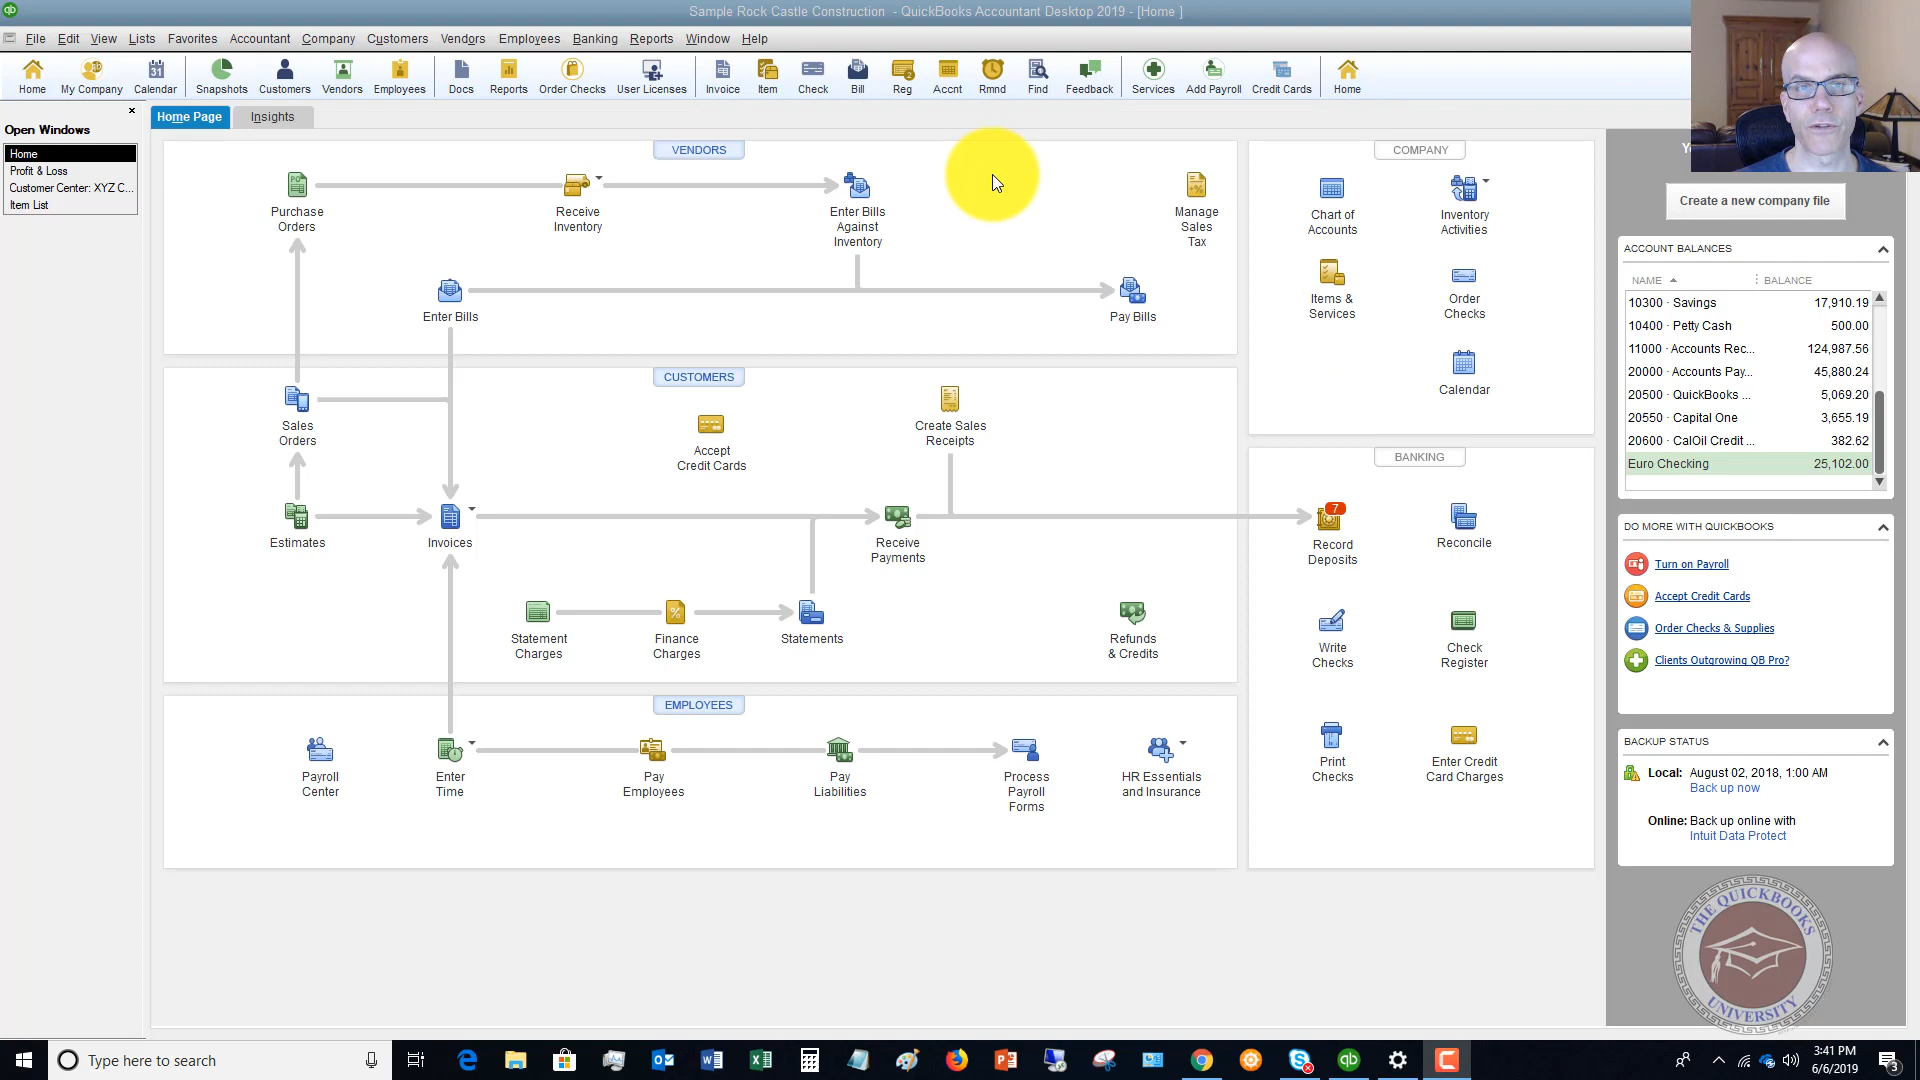 Sample Rock Castle Construction - QuickBooks Accountant Desktop 2019 - [Home ]
File Edit View Lists Favorites Accountant Company Customers Vendors Employees Banking Reports Window Help
Home My Company Calendar Snapshots Customers Vendors Employees Docs Reports Order Checks User Licenses Invoice Item Check Bill Reg Accnt Rmnd Find Feedback Services Add Payroll Credit Cards Home
Open Windows
Home
Profit & Loss
Customer Center: XYZ C...
Item List
Home Page Insights
VENDORS
Purchase
Orders
Receive
Inventory
Enter Bills
Against
Inventory
Manage
Sales
Tax
Enter Bills
Pay Bills
CUSTOMERS
Sales
Orders
Accept
Credit Cards
Create Sales
Receipts
Estimates
Invoices
Receive
Payments
Statement
Charges
Finance
Charges
Statements
Refunds
& Credits
EMPLOYEES
Payroll
Center
Enter
Time
Pay
Employees
Pay
Liabilities
Process
Payroll
Forms
HR Essentials
and Insurance
COMPANY
Chart of
Accounts
Inventory
Activities
Items &
Services
Order
Checks
Calendar
BANKING
7
Record
Deposits
Reconcile
Write
Checks
Check
Register
Print
Checks
Enter Credit
Card Charges
Create a new company file
ACCOUNT BALANCES
NAME BALANCE
10300 · Savings 17,910.19
10400 · Petty Cash 500.00
11000 · Accounts Rec... 124,987.56
20000 · Accounts Pay... 45,880.24
20500 · QuickBooks ... 5,069.20
20550 · Capital One 3,655.19
20600 · CalOil Credit ... 382.62
Euro Checking 25,102.00
DO MORE WITH QUICKBOOKS
Turn on Payroll
Accept Credit Cards
Order Checks & Supplies
Clients Outgrowing QB Pro?
BACKUP STATUS
Local: August 02, 2018, 1:00 AM
Back up now
Online: Back up online with
Intuit Data Protect
THE QUICKBOOKS
UNIVERSITY
Type here to search
3:41 PM
6/6/2019
3